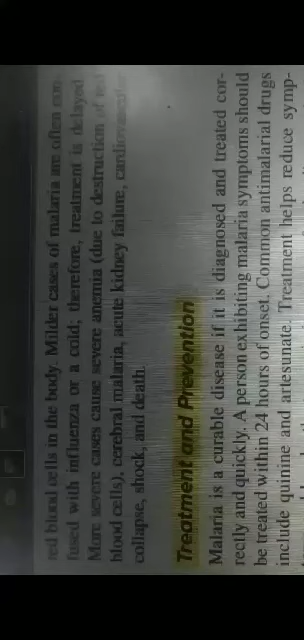 red blood cells in the body. Milder cases of malaria are often con-
fused with influenza or a cold; therefore, treatment is delayed
More severe cases cause severe anemia (due to destruction of red
blood cells), cerebral malaria, acute kidney failure, cardiovascular
collapse, shock, and death.
Treatment and Prevention
Malaria is a curable disease if it is diagnosed and treated cor-
rectly and quickly. A person exhibiting malaria symptoms should
be treated within 24 hours of onset. Common antimalarial drugs
include quinine and artesunate. Treatment helps reduce symp-